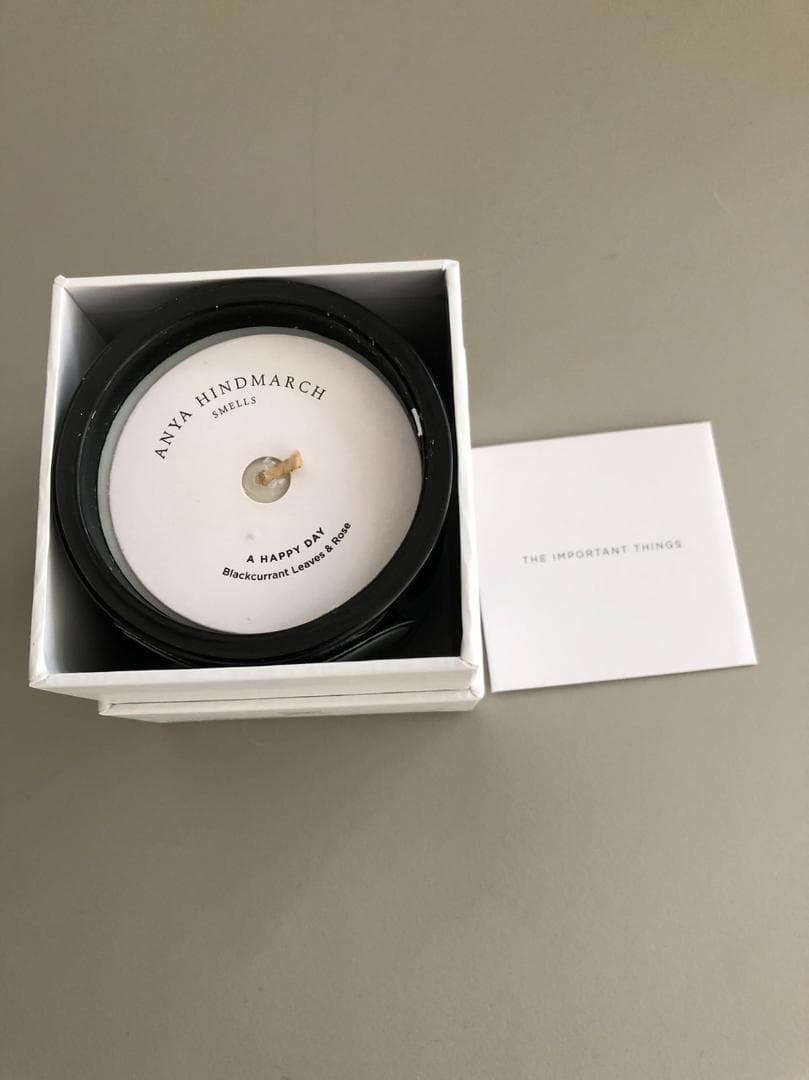 ANYA HINDMARCH
SMELLS
A HAPPY DAY
Blackcurrant Leaves & Rose
THE IMPORTANT THINGS